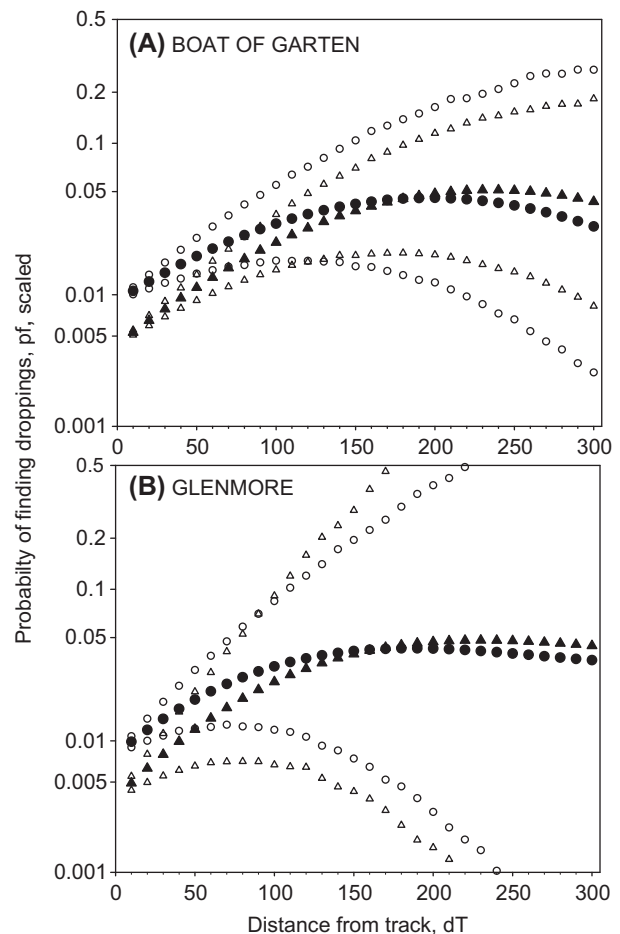 (A) BOAT OF GARTEN
0.5
0.2
0.1
0.05
0.01
0.005
0.001
0 50 100 150 200 250 300
(B) GLENMORE
0.5
0.2
0.1
0.05
0.01
0.005
0.001
0 50 100 150 200 250 300
Probabilty of finding droppings, pf, scaled
Distance from track, dT